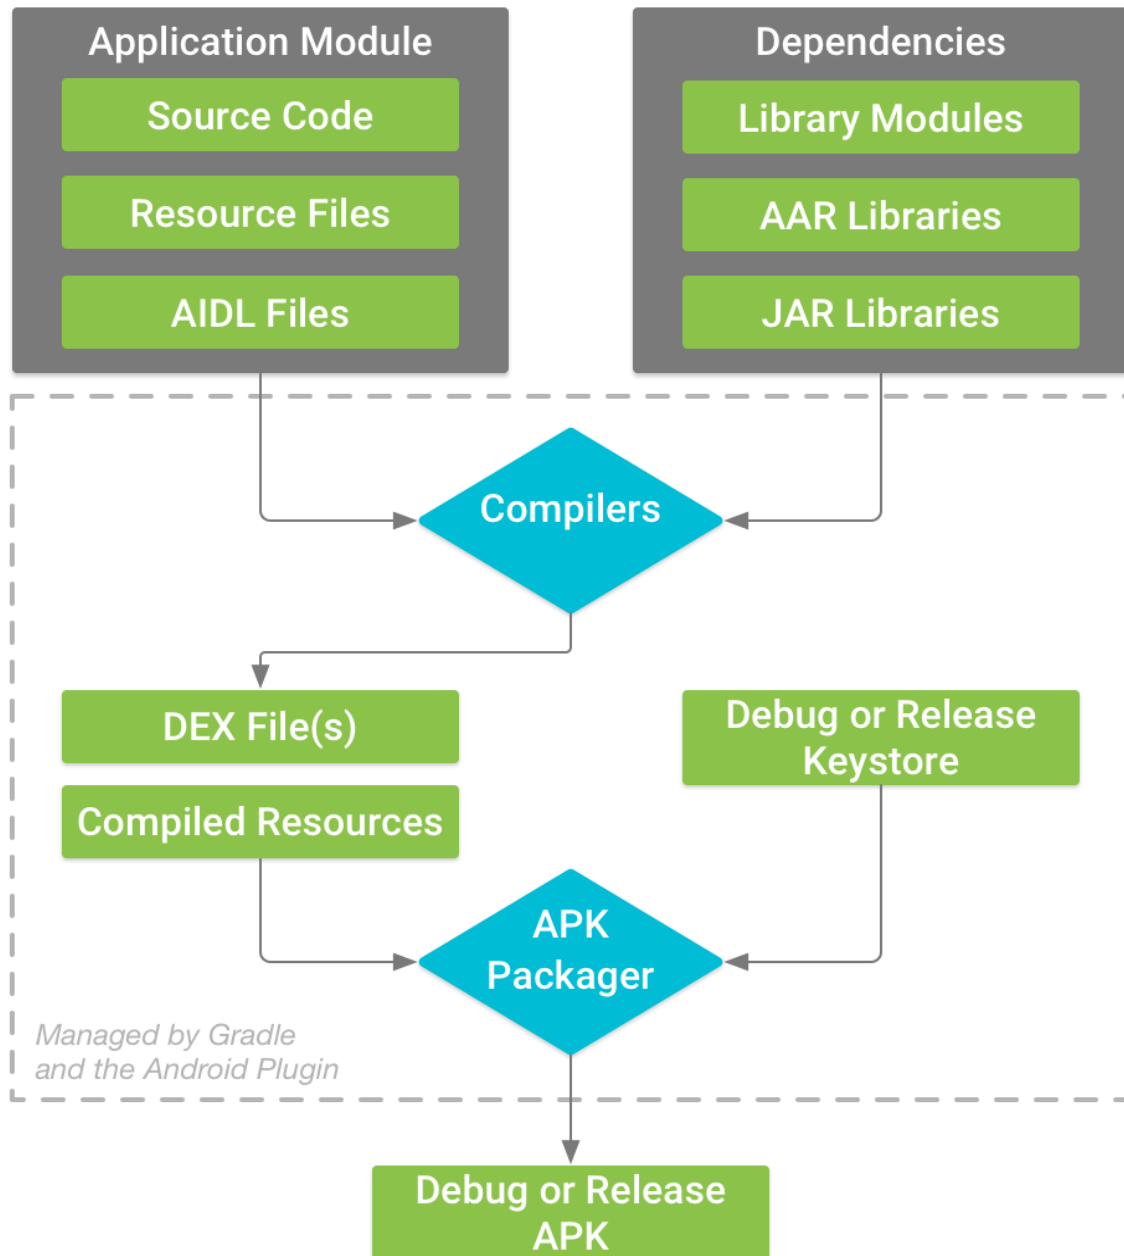 Application Module
Source Code
Resource Files
AIDL Files
Dependencies
Library Modules
AAR Libraries
JAR Libraries
Compilers
DEX File(s)
Compiled Resources
Debug or Release
Keystore
APK
Packager
Managed by Gradle
and the Android Plugin
Debug or Release
APK